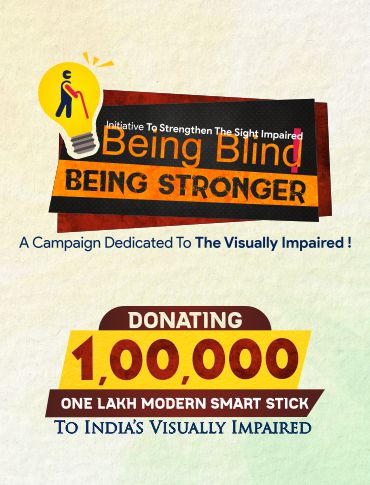 Initiative To Strengthen The Sight Impaired
Being Blind
BEING STRONGER
A Campaign Dedicated To The Visually Impaired !
DONATING
1,00,000
ONE LAKH MODERN SMART STICK
TO INDIA'S VISUALLY IMPAIRED